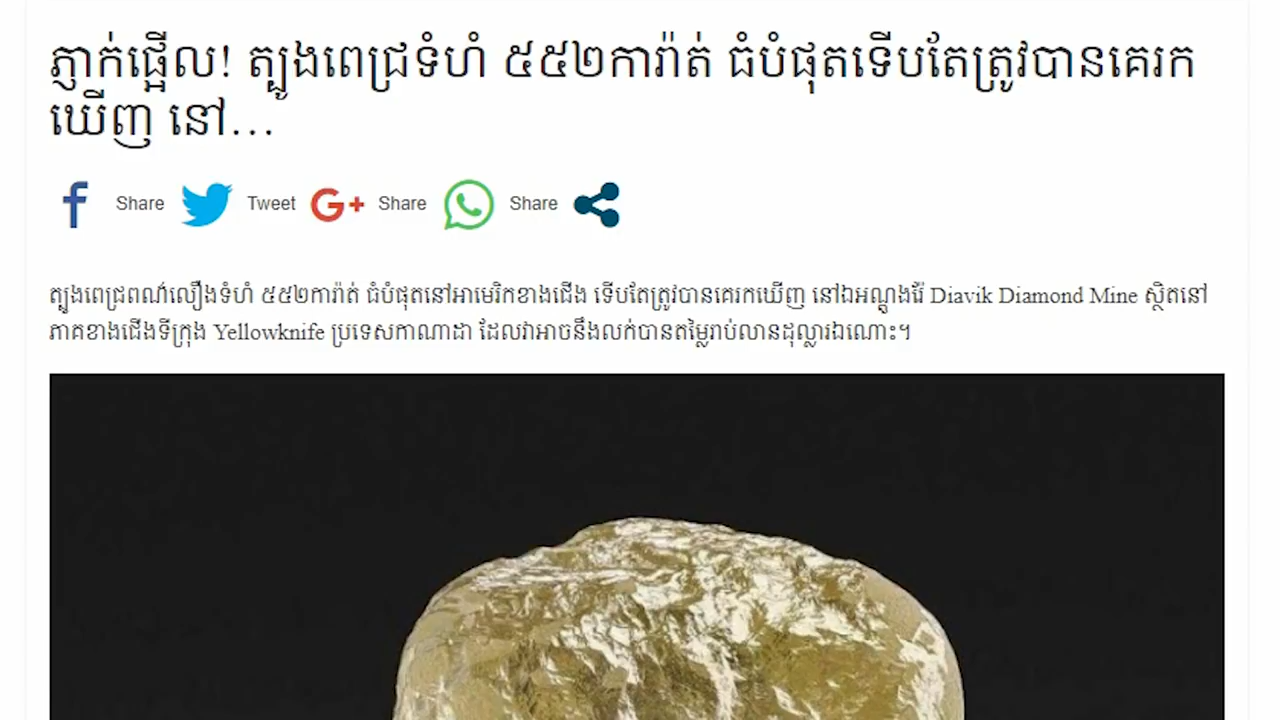 ភ្ញាក់ផ្អើល! ត្បូងពេជ្រទំហំ ៥៥២ការ៉ាត់ ធំបំផុតទើបតែត្រូវបានគេរក
ឃើញ នៅ...
Share Tweet G+ Share Share
ត្បូងពេជ្រពណ៌លឿងទំហំ ៥៥២ការ៉ាត់ ធំបំផុតនៅអាមេរិកខាងជើង ទើបតែត្រូវបានគេរកឃើញ នៅឯអណ្តូងរ៉ែ Diavik Diamond Mine ស្ថិតនៅ
ភាគខាងជើងទីក្រុង Yellowknife ប្រទេសកាណាដា ដែលវាអាចនឹងលក់បានតម្លៃរាប់លានដុល្លារឯណោះ។